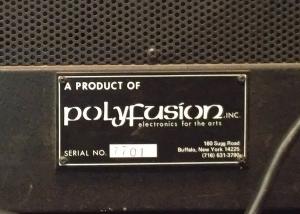 A PRODUCT OF
polyfusion, INC.
electronics for the arts
160 Sugg Road
Buffalo, New York 14225
(716) 631-3790
SERIAL NO. 7701